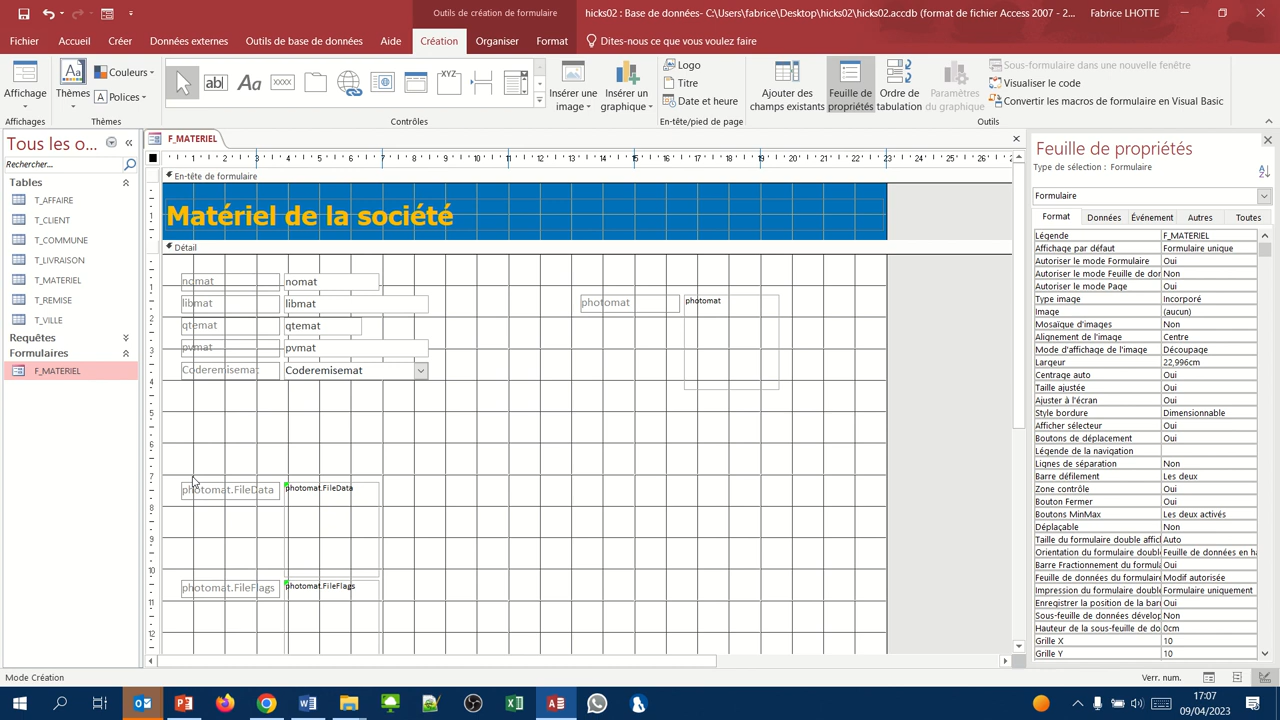 Outils de création de formulaire
hicks02 : Base de données- C:\Users\fabrice\Desktop\hicks02\hicks02.accdb (format de fichier Access 2007 - 2...
Fabrice LHOTTE
Fichier
Accueil
Créer
Données externes
Outils de base de données
Aide
Création
Organiser
Format
Dites-nous ce que vous voulez faire
Affichage
Affichages
Thèmes
Couleurs
Polices
Thèmes
ab|
Aa
XXXX
XYZ
Contrôles
Insérer une image
Insérer un graphique
Logo
Titre
Date et heure
En-tête/pied de page
Ajouter des champs existants
Feuille de propriétés
Ordre de tabulation
Paramètres du graphique
Sous-formulaire dans une nouvelle fenêtre
Visualiser le code
Convertir les macros de formulaire en Visual Basic
Outils
Tous les o...
Rechercher...
Tables
T_AFFAIRE
T_CLIENT
T_COMMUNE
T_LIVRAISON
T_MATERIEL
T_REMISE
T_VILLE
Requêtes
Formulaires
F_MATERIEL
F_MATERIEL
En-tête de formulaire
Matériel de la société
Détail
nomat nomat
libmat libmat
qtemat qtemat
pvmat pvmat
Coderemisemat Coderemisemat
photomat photomat
photomat.FileData photomat.FileData
photomat.FileFlags photomat.FileFlags
Feuille de propriétés
Type de sélection : Formulaire
Formulaire
Format Données Événement Autres Toutes
Légende F_MATERIEL
Affichage par défaut Formulaire unique
Autoriser le mode Formulaire Oui
Autoriser le mode Feuille de don Non
Autoriser le mode Page Oui
Type image Incorporé
Image (aucun)
Mosaïque d'images Non
Alignement de l'image Centre
Mode d'affichage de l'image Découpage
Largeur 22,996cm
Centrage auto Oui
Taille ajustée Oui
Ajuster à l'écran Oui
Style bordure Dimensionnable
Afficher sélecteur Oui
Boutons de déplacement Oui
Légende de la navigation
Lignes de séparation Non
Barre défilement Les deux
Zone contrôle Oui
Bouton Fermer Oui
Boutons MinMax Les deux activés
Déplaçable Non
Taille du formulaire double affic Auto
Orientation du formulaire double Feuille de données en ha
Barre Fractionnement du formula Oui
Feuille de données du formulaire Modif autorisée
Impression du formulaire double Formulaire uniquement
Enregistrer la position de la barr Oui
Sous-feuille de données dévelop Non
Hauteur de la sous-feuille de do 0cm
Grille X 10
Grille Y 10
Mode Création
Verr. num.
17:07
09/04/2023